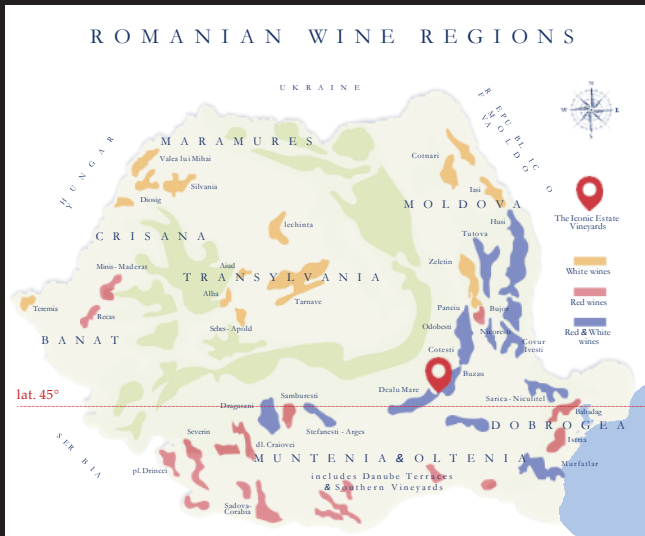 ROMANIAN WINE REGIONS
UKRAINE
REPUBLIC OF
MOLDOVA
HUNGARY
N
E
W
S
MARAMURES
Valea lui Mihai
Cotnari
Silvania
Diosig
Iasi
The Iconic Estate
Vineyards
MOLDOVA
Husi
Iechinta
Tutova
CRISANA
Zeletin
White wines
Minis-Maderat
Aiud
TRANSYLVANIA
Alba
Tarnave
Red wines
Teremia
Recas
Panciu
Bujor
Sebes-Apold
Odobesti
Nicoresti
Red & White
wines
BANAT
Covur
Ivesti
Cotesti
Buzau
lat. 45°
Dealu Mare
Samburesti
Sarica-Niculitel
Dragasani
Babadag
Severin
Stefanesti - Arges
DOBROGEA
dl. Craiovei
Istria
SERBIA
MUNTENIA & OLTENIA
pl. Drincei
Murfatlar
includes Danube Terraces
& Southern Vineyards
Sadova-
Corabia